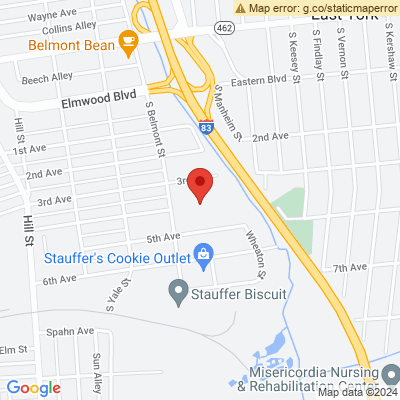 Map error: g.co/staticmaperror
Wayne Ave
Collins Alley
Belmont Bean
462
East York
S Keesey St
S Findlay St
S Vernon St
S Kershaw St
Beech Alley
Eastern Blvd
Elmwood Blvd
S Belmont St
S Manheim St
83
2nd Ave
Hill St
1st Ave
2nd Ave
3rd Ave
3rd
Hill St
5th Ave
Wheaton St
Stauffer's Cookie Outlet
6th Ave
7th Ave
S Yale St
Stauffer Biscuit
Spahn Ave
Elm St
Sun Alley
Misericordia Nursing
& Rehabilitation Center
Google
Map data ©2024